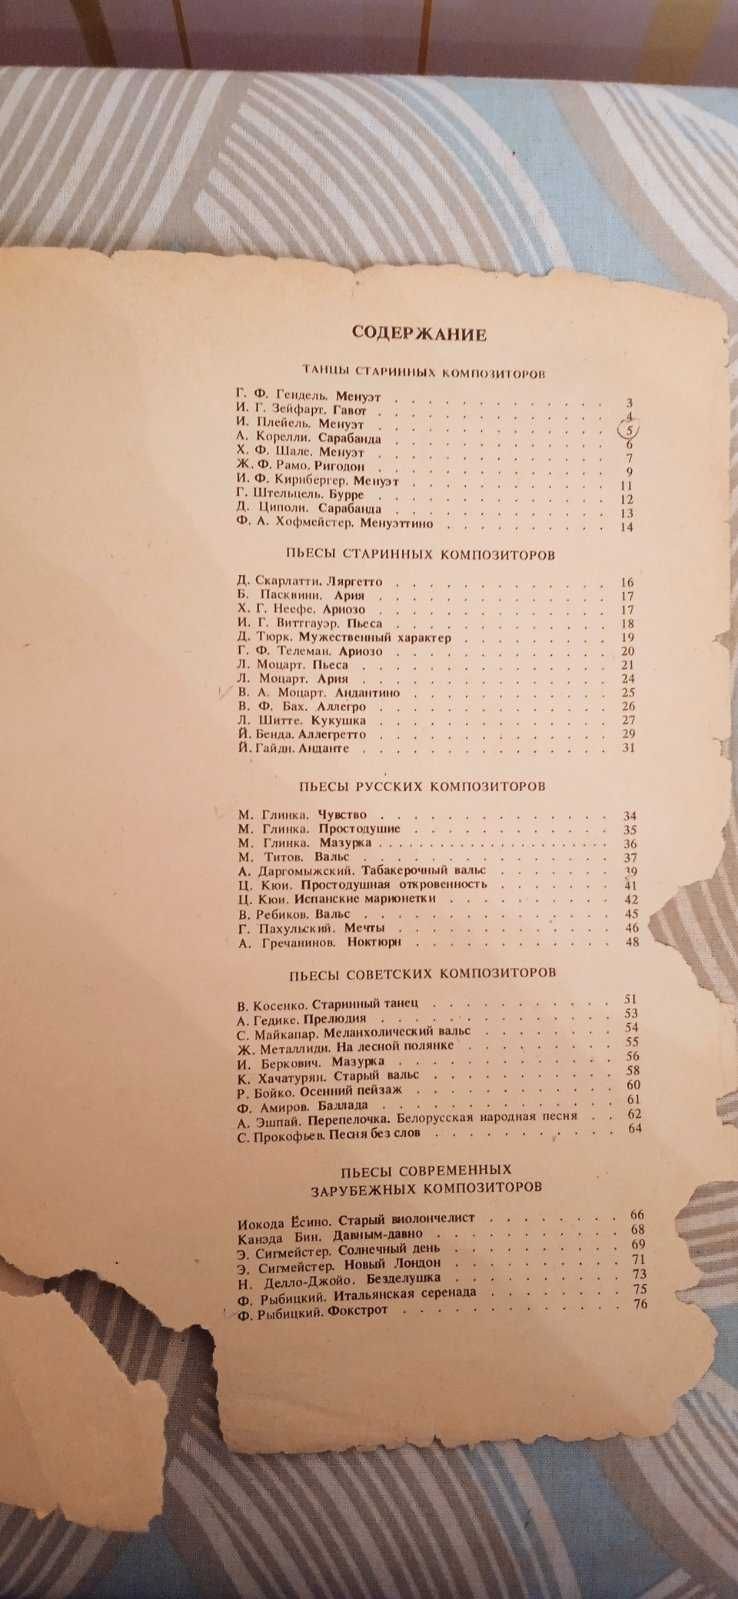 СОДЕРЖАНИЕ
ТАНЦЫ СТАРИННЫХ КОМПОЗИТОРОВ
Г. Ф. Гендель. Менуэт . . . . . . . . . . . . . . 3
И. Г. Зейфарт. Гавот . . . . . . . . . . . . . . 4
И. Плейель. Менуэт . . . . . . . . . . . . . . 5
А. Корелли. Сарабанда . . . . . . . . . . . . . 6
Х. Ф. Шале. Менуэт . . . . . . . . . . . . . . 7
Ж. Ф. Рамо. Ригодон . . . . . . . . . . . . . . 9
И. Ф. Кирнбергер. Менуэт . . . . . . . . . . . . 11
Г. Штельцель. Бурре . . . . . . . . . . . . . . 12
Д. Циполи. Сарабанда . . . . . . . . . . . . . 13
Ф. А. Хофмейстер. Менуэттино . . . . . . . . . . 14
ПЬЕСЫ СТАРИННЫХ КОМПОЗИТОРОВ
Д. Скарлатти. Ляргетто . . . . . . . . . . . . . 16
Б. Пасквини. Ария . . . . . . . . . . . . . . 17
Х. Г. Неефе. Ариозо . . . . . . . . . . . . . . 17
И. Г. Витгауэр. Пьеса . . . . . . . . . . . . . 18
Д. Тюрк. Мужественный характер . . . . . . . . . 19
Г. Ф. Телеман. Ариозо . . . . . . . . . . . . . 20
Л. Моцарт. Пьеса . . . . . . . . . . . . . . . 21
Л. Моцарт. Ария . . . . . . . . . . . . . . . 24
В. А. Моцарт. Андантино . . . . . . . . . . . . 25
В. Ф. Бах. Аллегро . . . . . . . . . . . . . . 26
Л. Шитте. Кукушка . . . . . . . . . . . . . . 27
Й. Бенда. Аллегретто . . . . . . . . . . . . . . 29
Й. Гайдн. Анданте . . . . . . . . . . . . . . . 31
ПЬЕСЫ РУССКИХ КОМПОЗИТОРОВ
М. Глинка. Чувство . . . . . . . . . . . . . . 34
М. Глинка. Простодушие . . . . . . . . . . . . 35
М. Глинка. Мазурка . . . . . . . . . . . . . . 36
М. Титов. Вальс . . . . . . . . . . . . . . . 37
А. Даргомыжский. Табакерочный вальс . . . . . . . 39
Ц. Кюи. Простодушная откровенность . . . . . . . 41
Ц. Кюи. Испанские марионетки . . . . . . . . . . 42
В. Ребиков. Вальс . . . . . . . . . . . . . . . 45
Г. Пахульский. Мечты . . . . . . . . . . . . . 46
А. Гречанинов. Ноктюрн . . . . . . . . . . . . 48
ПЬЕСЫ СОВЕТСКИХ КОМПОЗИТОРОВ
В. Косенко. Старинный танец . . . . . . . . . . . 51
А. Гедике. Прелюдия . . . . . . . . . . . . . . 53
С. Майкапар. Меланхолический вальс . . . . . . . . 54
Ж. Металлиди. На лесной полянке . . . . . . . . . 55
И. Беркович. Мазурка . . . . . . . . . . . . . 56
К. Хачатурян. Старый вальс . . . . . . . . . . . 58
Р. Бойко. Осенний пейзаж . . . . . . . . . . . . 60
Ф. Амиров. Баллада . . . . . . . . . . . . . . 61
А. Эшпай. Перепелочка. Белорусская народная песня . . 62
С. Прокофьев. Песня без слов . . . . . . . . . . . 64
ПЬЕСЫ СОВРЕМЕННЫХ
ЗАРУБЕЖНЫХ КОМПОЗИТОРОВ
Иокода Ёсино. Старый виолончелист . . . . . . . . 66
Канэда Бин. Давным-давно . . . . . . . . . . . 68
Э. Сигмейстер. Солнечный день . . . . . . . . . . 69
Э. Сигмейстер. Новый Лондон . . . . . . . . . . 71
Н. Делло-Джойо. Безделушка . . . . . . . . . . 73
Ф. Рыбицкий. Итальянская серенада . . . . . . . . 75
Ф. Рыбицкий. Фокстрот . . . . . . . . . . . . . 76